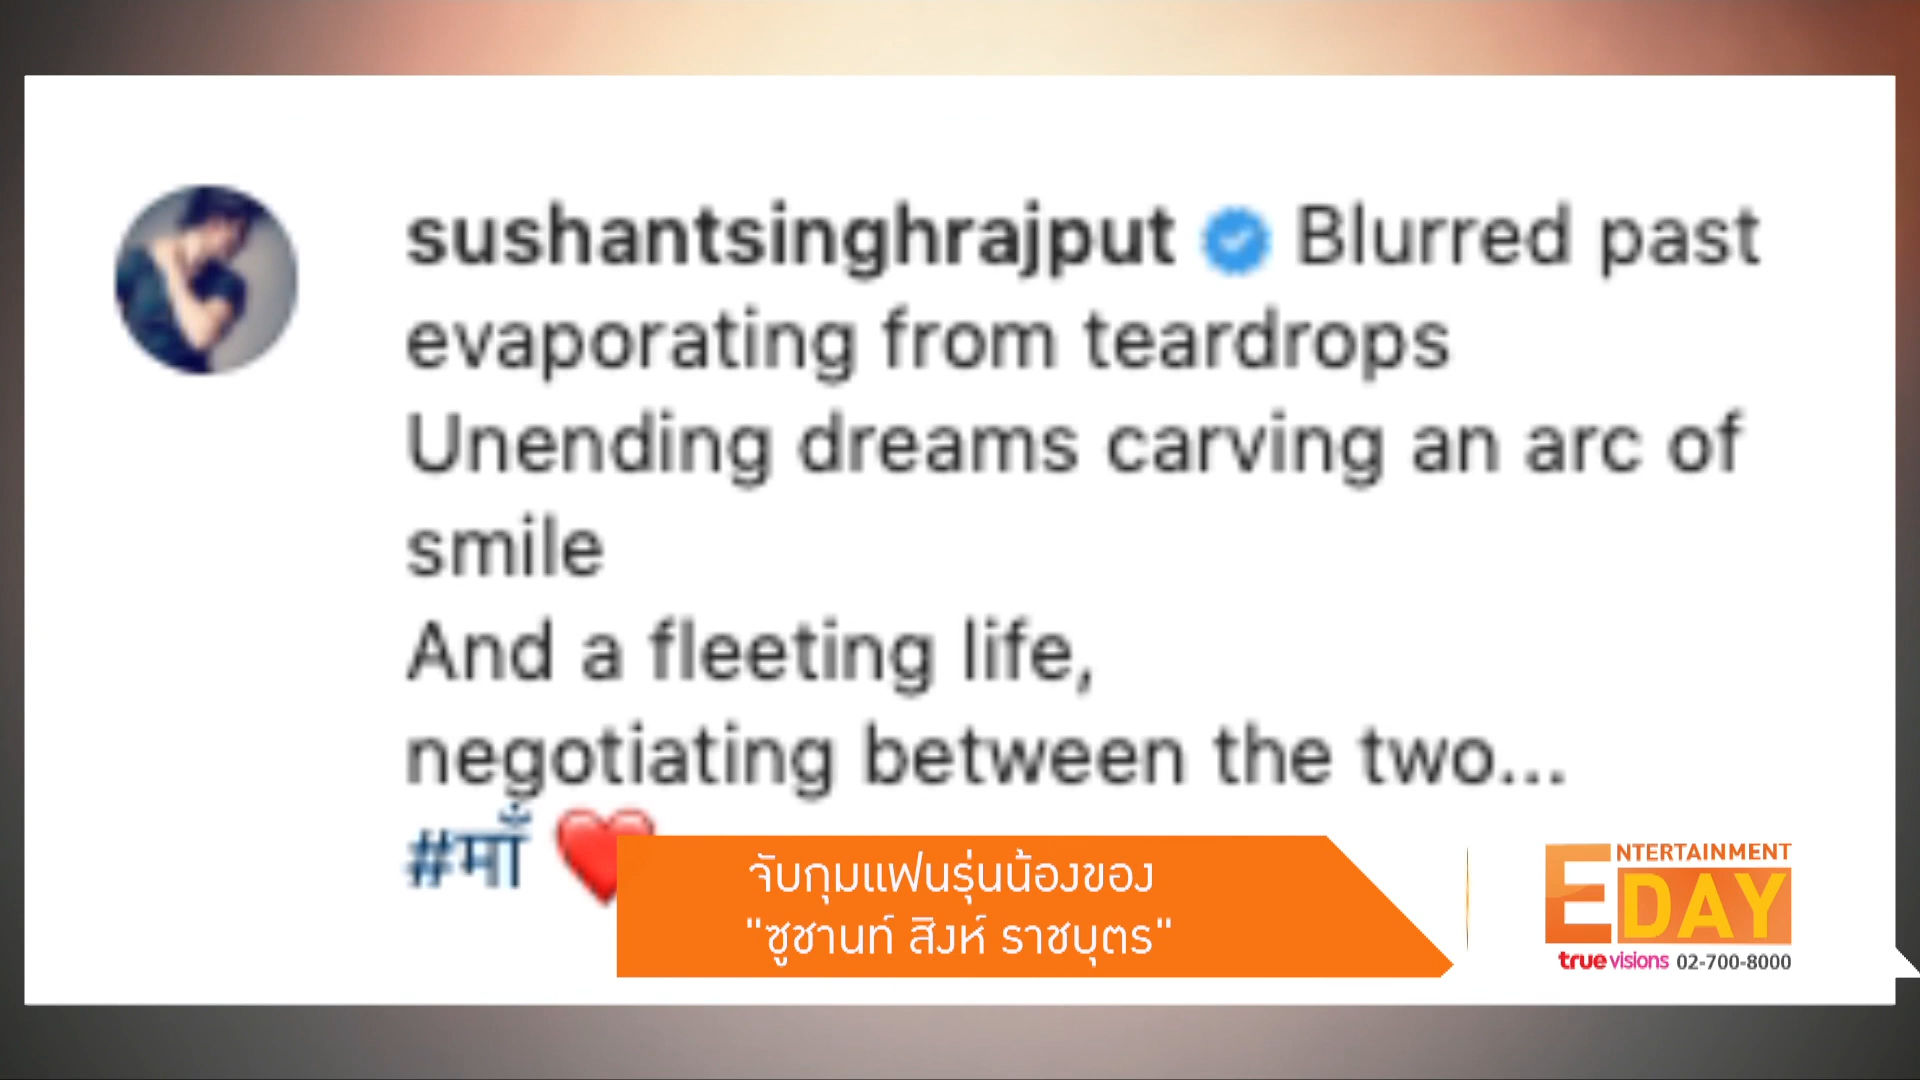 sushantsinghrajput Blurred past
evaporating from teardrops
Unending dreams carving an arc of
smile
And a fleeting life,
negotiating between the two...
#माँ ❤️
จับกุมแฟนรุ่นน้องของ
"ซูชานท์ สิงห์ ราชบุตร"
ENTERTAINMENT
DAY
truevisions 02-700-8000